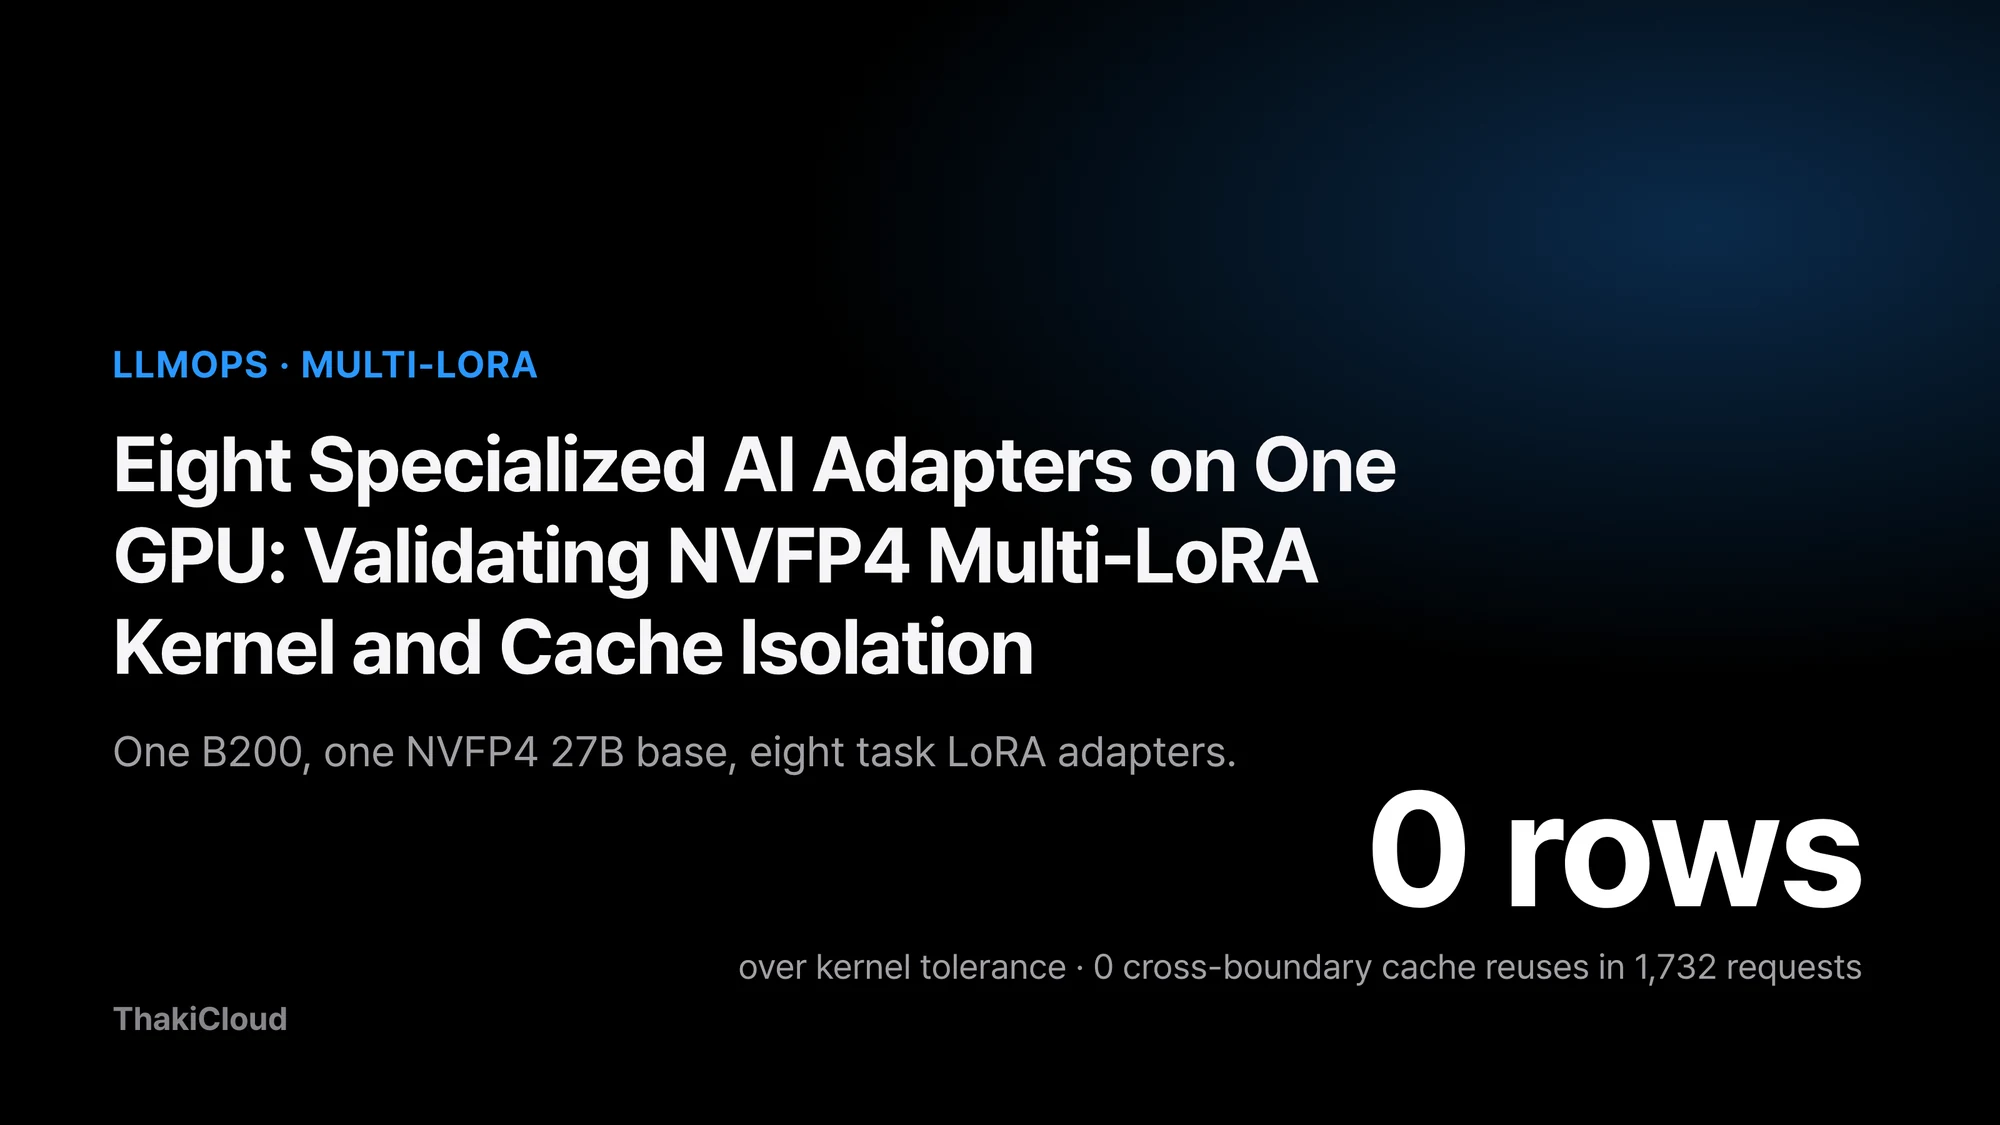 LLMOPS · MULTI-LORA
Eight Specialized AI Adapters on One
GPU: Validating NVFP4 Multi-LoRA
Kernel and Cache Isolation
One B200, one NVFP4 27B base, eight task LoRA adapters.
0 rows
over kernel tolerance · 0 cross-boundary cache reuses in 1,732 requests
ThakiCloud